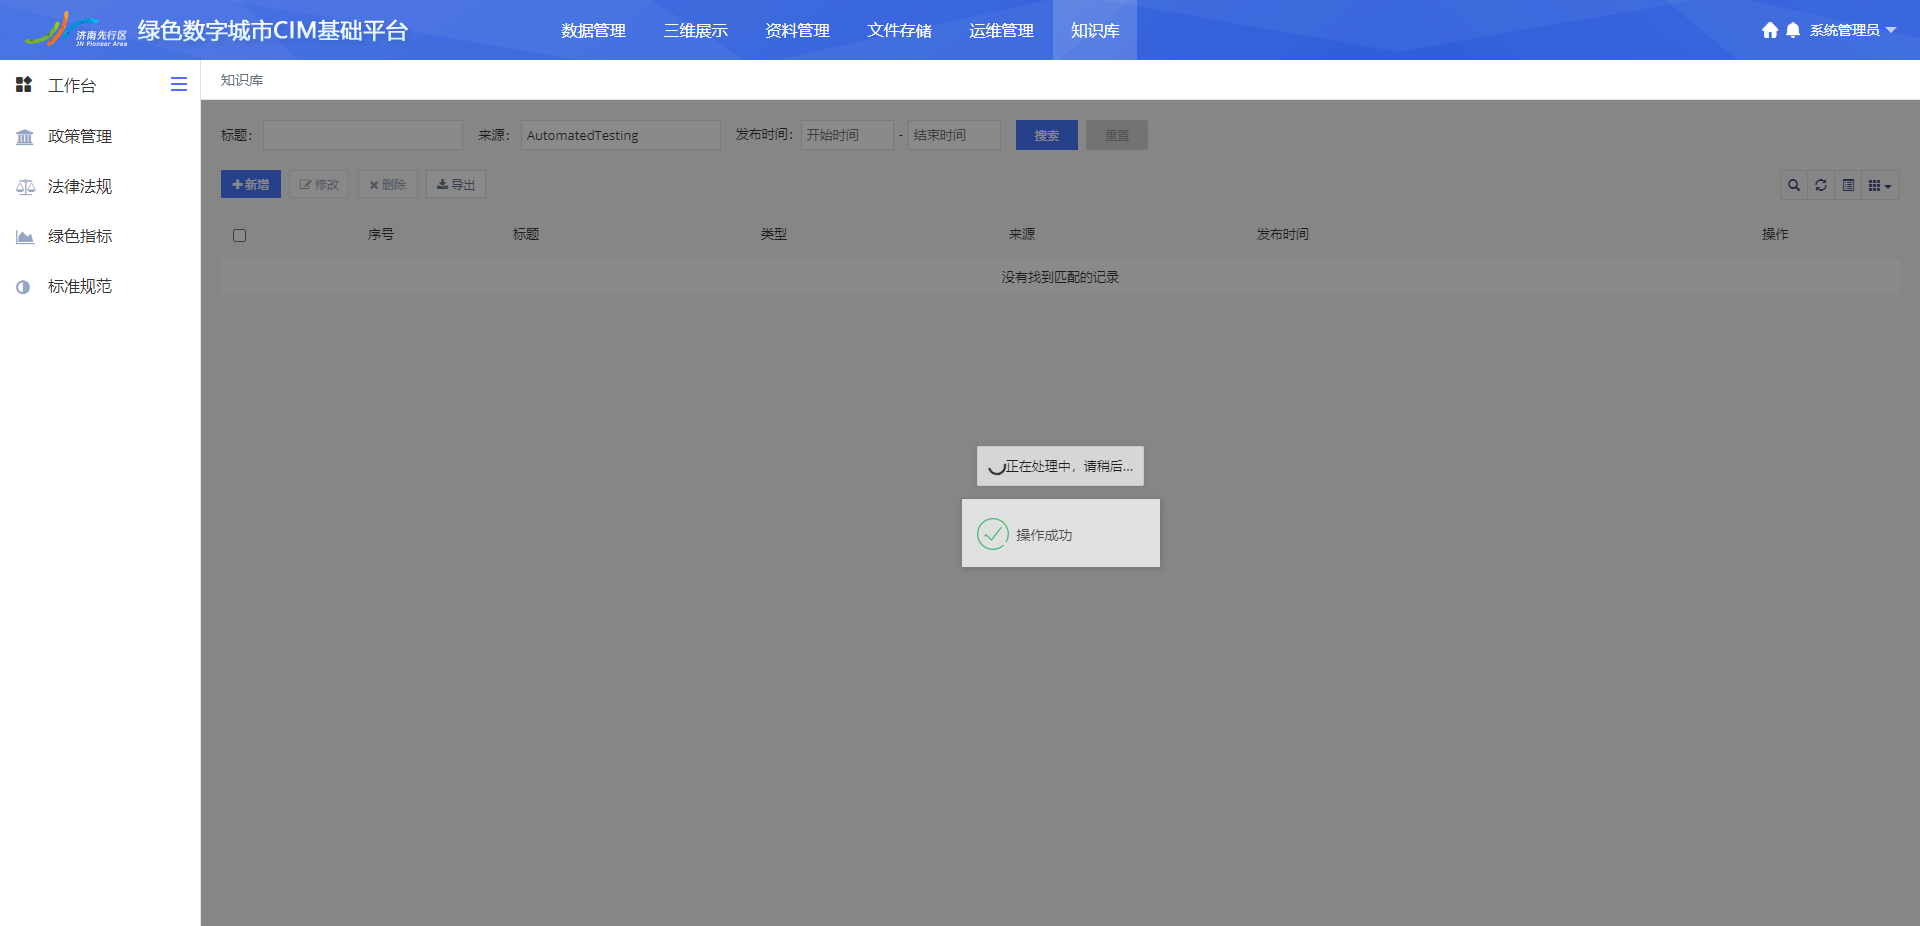 济南先行区
JN Pioneer Area
绿色数字城市CIM基础平台
数据管理 三维展示 资料管理 文件存储 运维管理 知识库
系统管理员
工作台
政策管理
法律法规
绿色指标
标准规范
知识库
标题： 来源： AutomatedTesting 发布时间： 开始时间 - 结束时间 搜索 重置
新增 修改 删除 导出
序号 标题 类型 来源 发布时间 操作
没有找到匹配的记录
正在处理中，请稍后...
操作成功